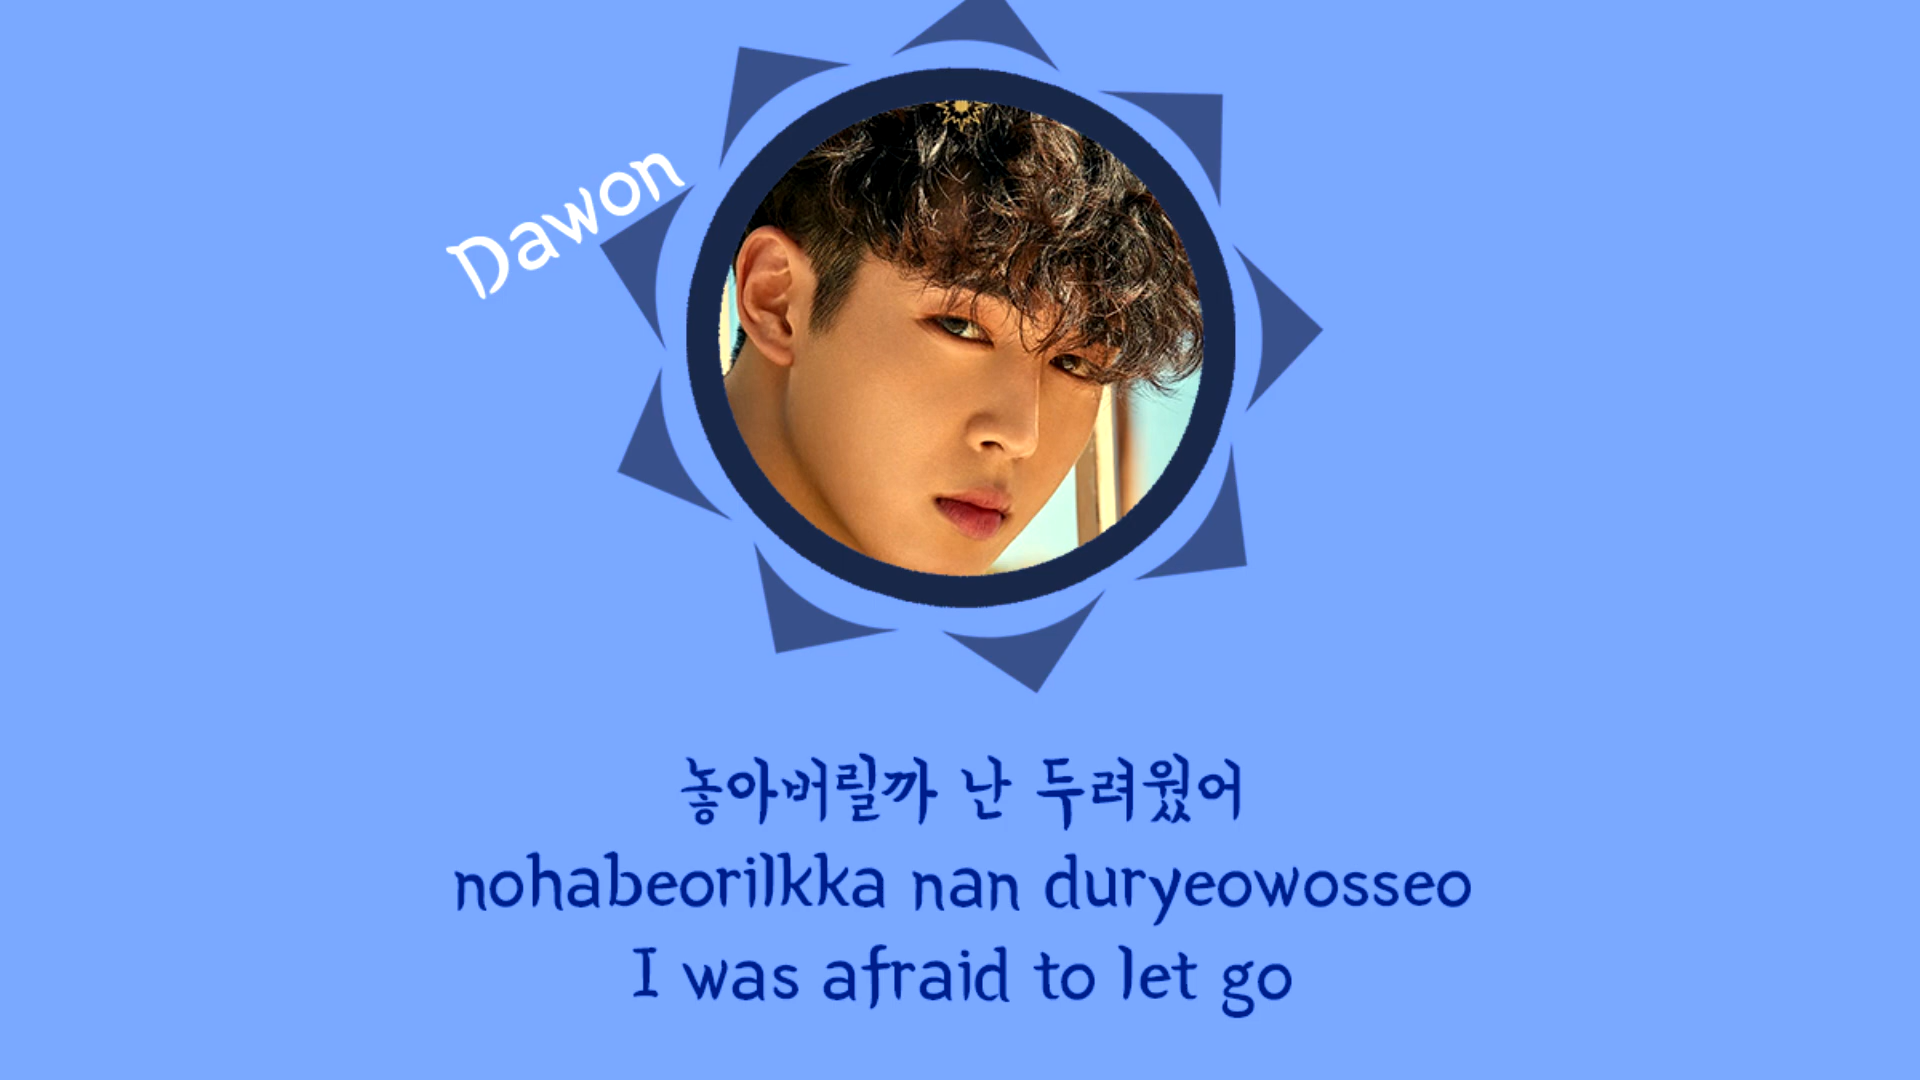 Dawon
놓아버릴까 난 두려웠어
nohabeorilkka nan duryeowosseo
I was afraid to let go